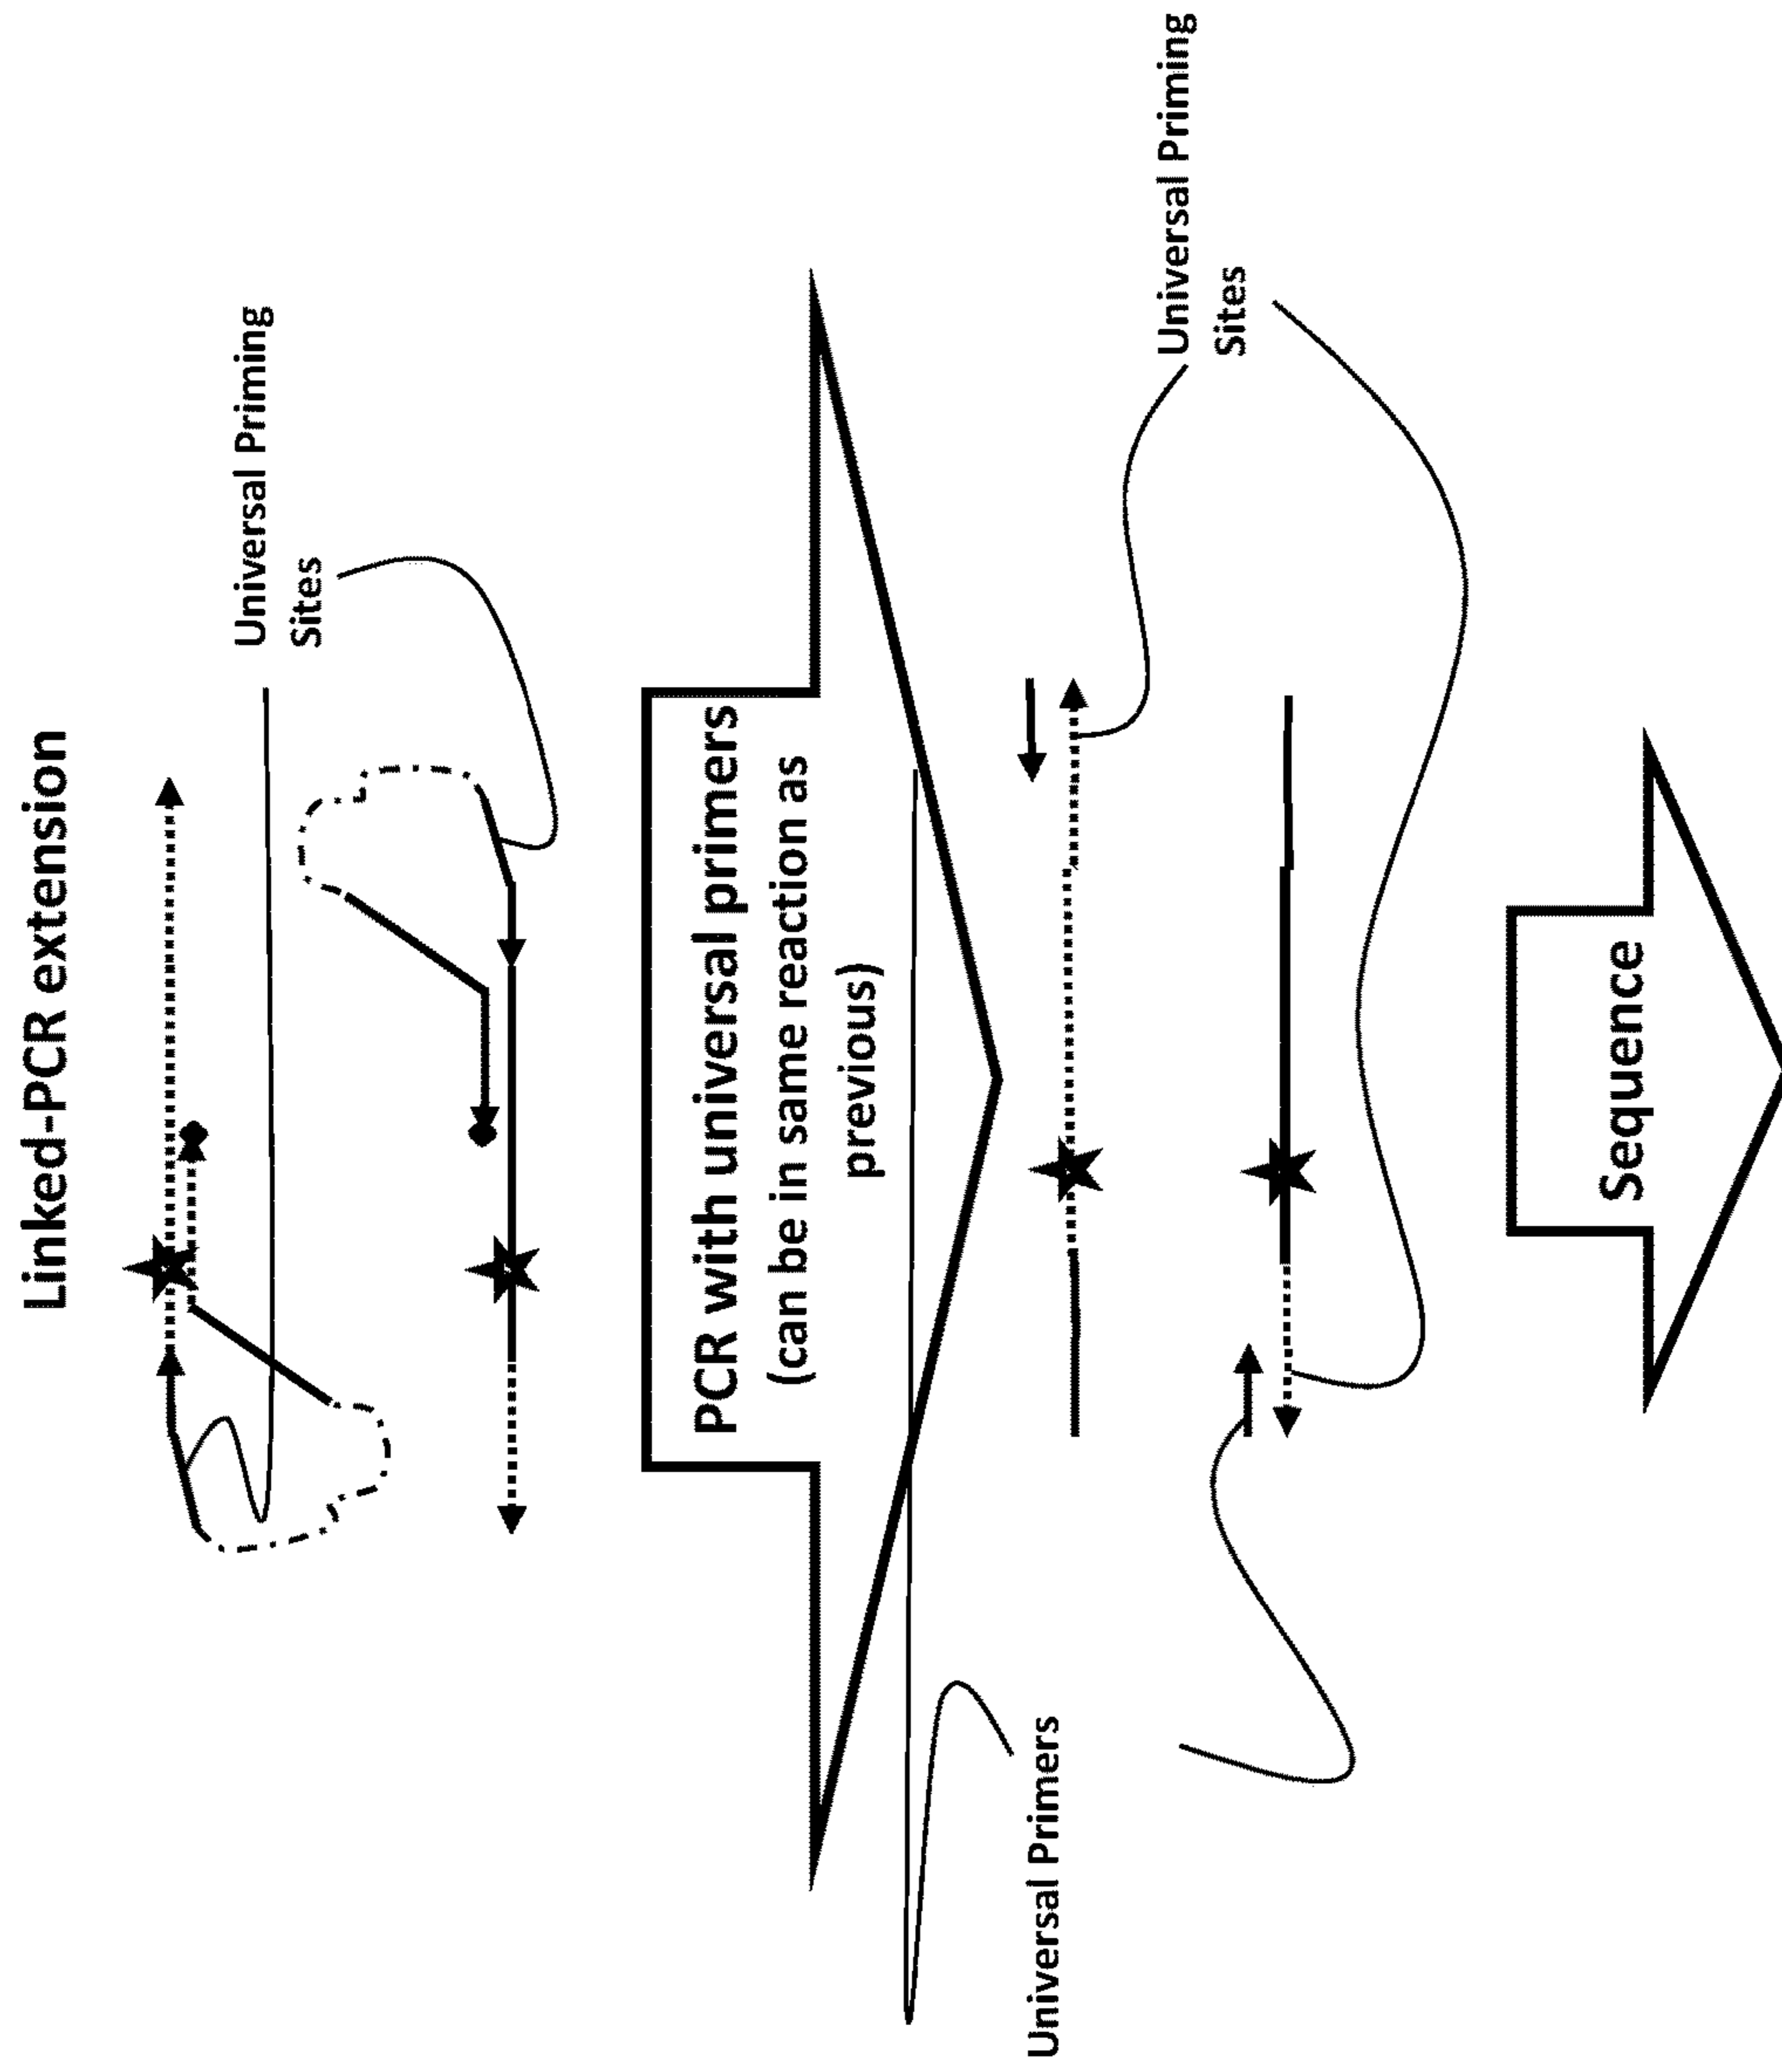 Linked-PCR extension
Universal Priming
Sites
PCR with universal primers
(can be in same reaction as
previous)
Universal Primers
Universal Priming
Sites
Sequence